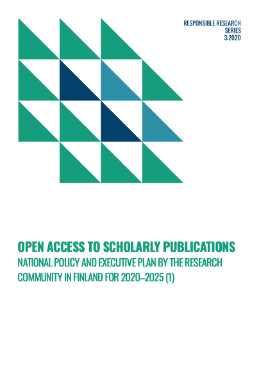 RESPONSIBLE RESEARCH
SERIES
3:2020
OPEN ACCESS TO SCHOLARLY PUBLICATIONS
NATIONAL POLICY AND EXECUTIVE PLAN BY THE RESEARCH
COMMUNITY IN FINLAND FOR 2020–2025 (1)